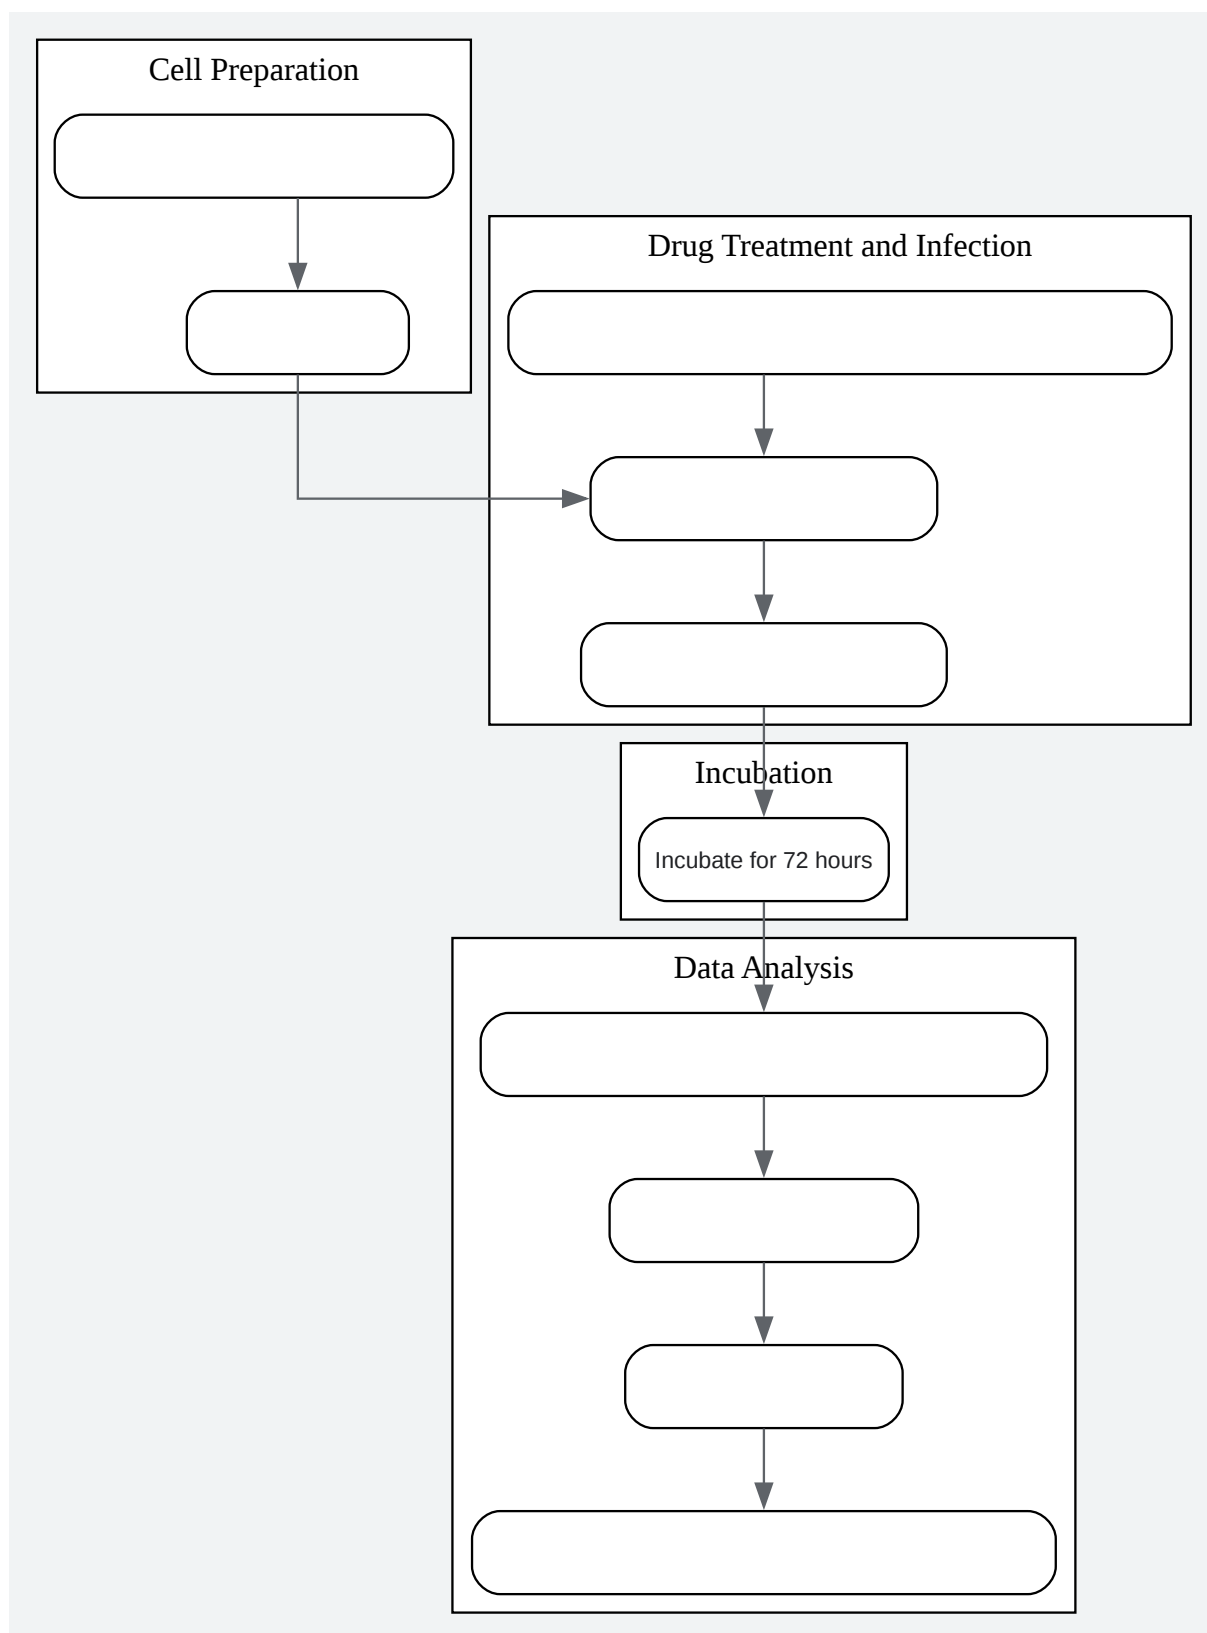 Cell Preparation
Drug Treatment and Infection
Incubation
Incubate for 72 hours
Data Analysis